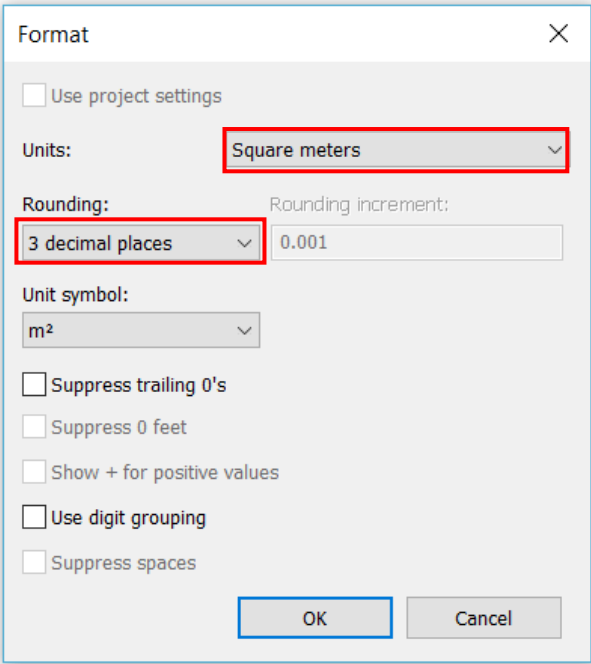 Format
Use project settings
Units: Square meters
Rounding: Rounding increment:
3 decimal places 0.001
Unit symbol:
m²
Suppress trailing 0's
Suppress 0 feet
Show + for positive values
Use digit grouping
Suppress spaces
OK Cancel